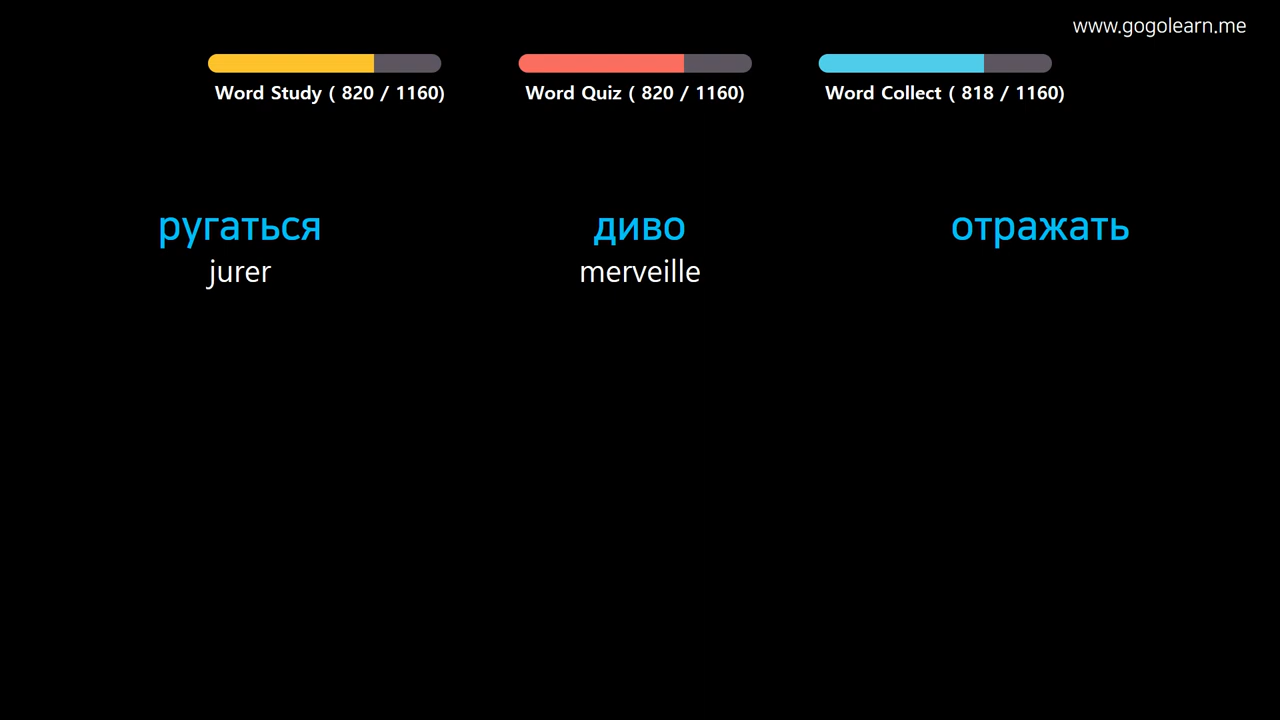 www.gogolearn.me
Word Study ( 820 / 1160)
Word Quiz ( 820 / 1160)
Word Collect ( 818 / 1160)
ругаться
jurer
диво
merveille
отражать